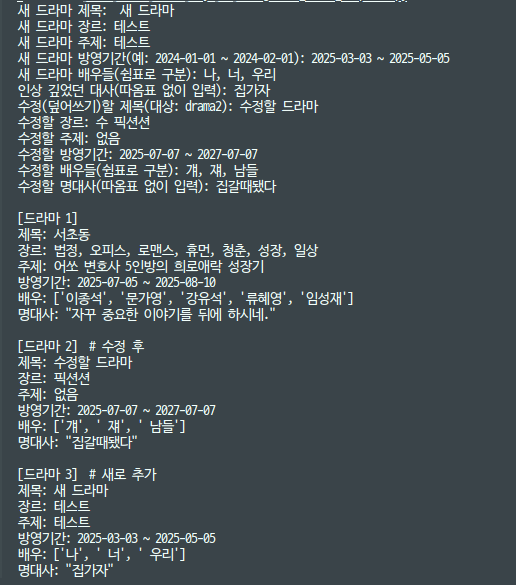 새 드라마 제목:  새 드라마
새 드라마 장르: 테스트
새 드라마 주제: 테스트
새 드라마 방영기간(예: 2024-01-01 ~ 2024-02-01): 2025-03-03 ~ 2025-05-05
새 드라마 배우들(쉼표로 구분): 나, 너, 우리
인상 깊었던 대사(따옴표 없이 입력): 집가자
수정(덮어쓰기)할 제목(대상: drama2): 수정할 드라마
수정할 장르: 수 픽션션
수정할 주제: 없음
수정할 방영기간: 2025-07-07 ~ 2027-07-07
수정할 배우들(쉼표로 구분): 걔, 쟤, 남들
수정할 명대사(따옴표 없이 입력): 집갈때됐다
[드라마 1]
제목: 서초동
장르: 법정, 오피스, 로맨스, 휴먼, 청춘, 성장, 일상
주제: 어쏘 변호사 5인방의 희로애락 성장기
방영기간: 2025-07-05 ~ 2025-08-10
배우: ['이종석', '문가영', '강유석', '류혜영', '임성재']
명대사: "자꾸 중요한 이야기를 뒤에 하시네."
[드라마 2]  # 수정 후
제목: 수정할 드라마
장르: 픽션션
주제: 없음
방영기간: 2025-07-07 ~ 2027-07-07
배우: ['걔', ' 쟤', ' 남들']
명대사: "집갈때됐다"
[드라마 3]  # 새로 추가
제목: 새 드라마
장르: 테스트
주제: 테스트
방영기간: 2025-03-03 ~ 2025-05-05
배우: ['나', ' 너', ' 우리']
명대사: "집가자"